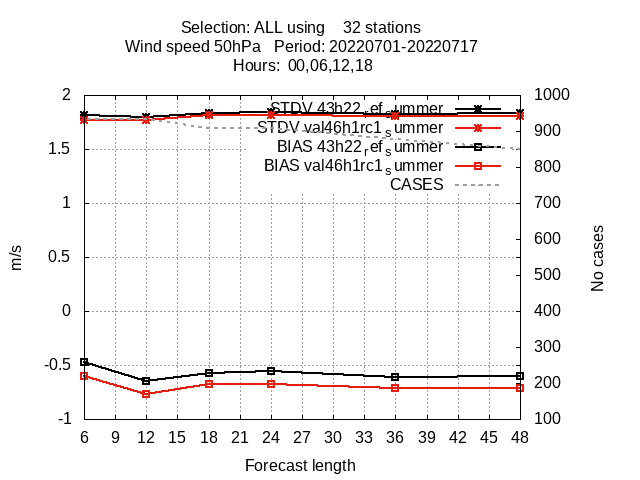 Selection: ALL using    32 stations
Wind speed 50hPa   Period: 20220701-20220717
Hours:  00,06,12,18
STDV 43h22_ref_summer
STDV val46h1rc1_summer
BIAS 43h22_ref_summer
BIAS val46h1rc1_summer
CASES
2
1.5
1
0.5
0
-0.5
-1
m/s
1000
900
800
700
600
500
400
300
200
100
No cases
6 9 12 15 18 21 24 27 30 33 36 39 42 45 48
Forecast length